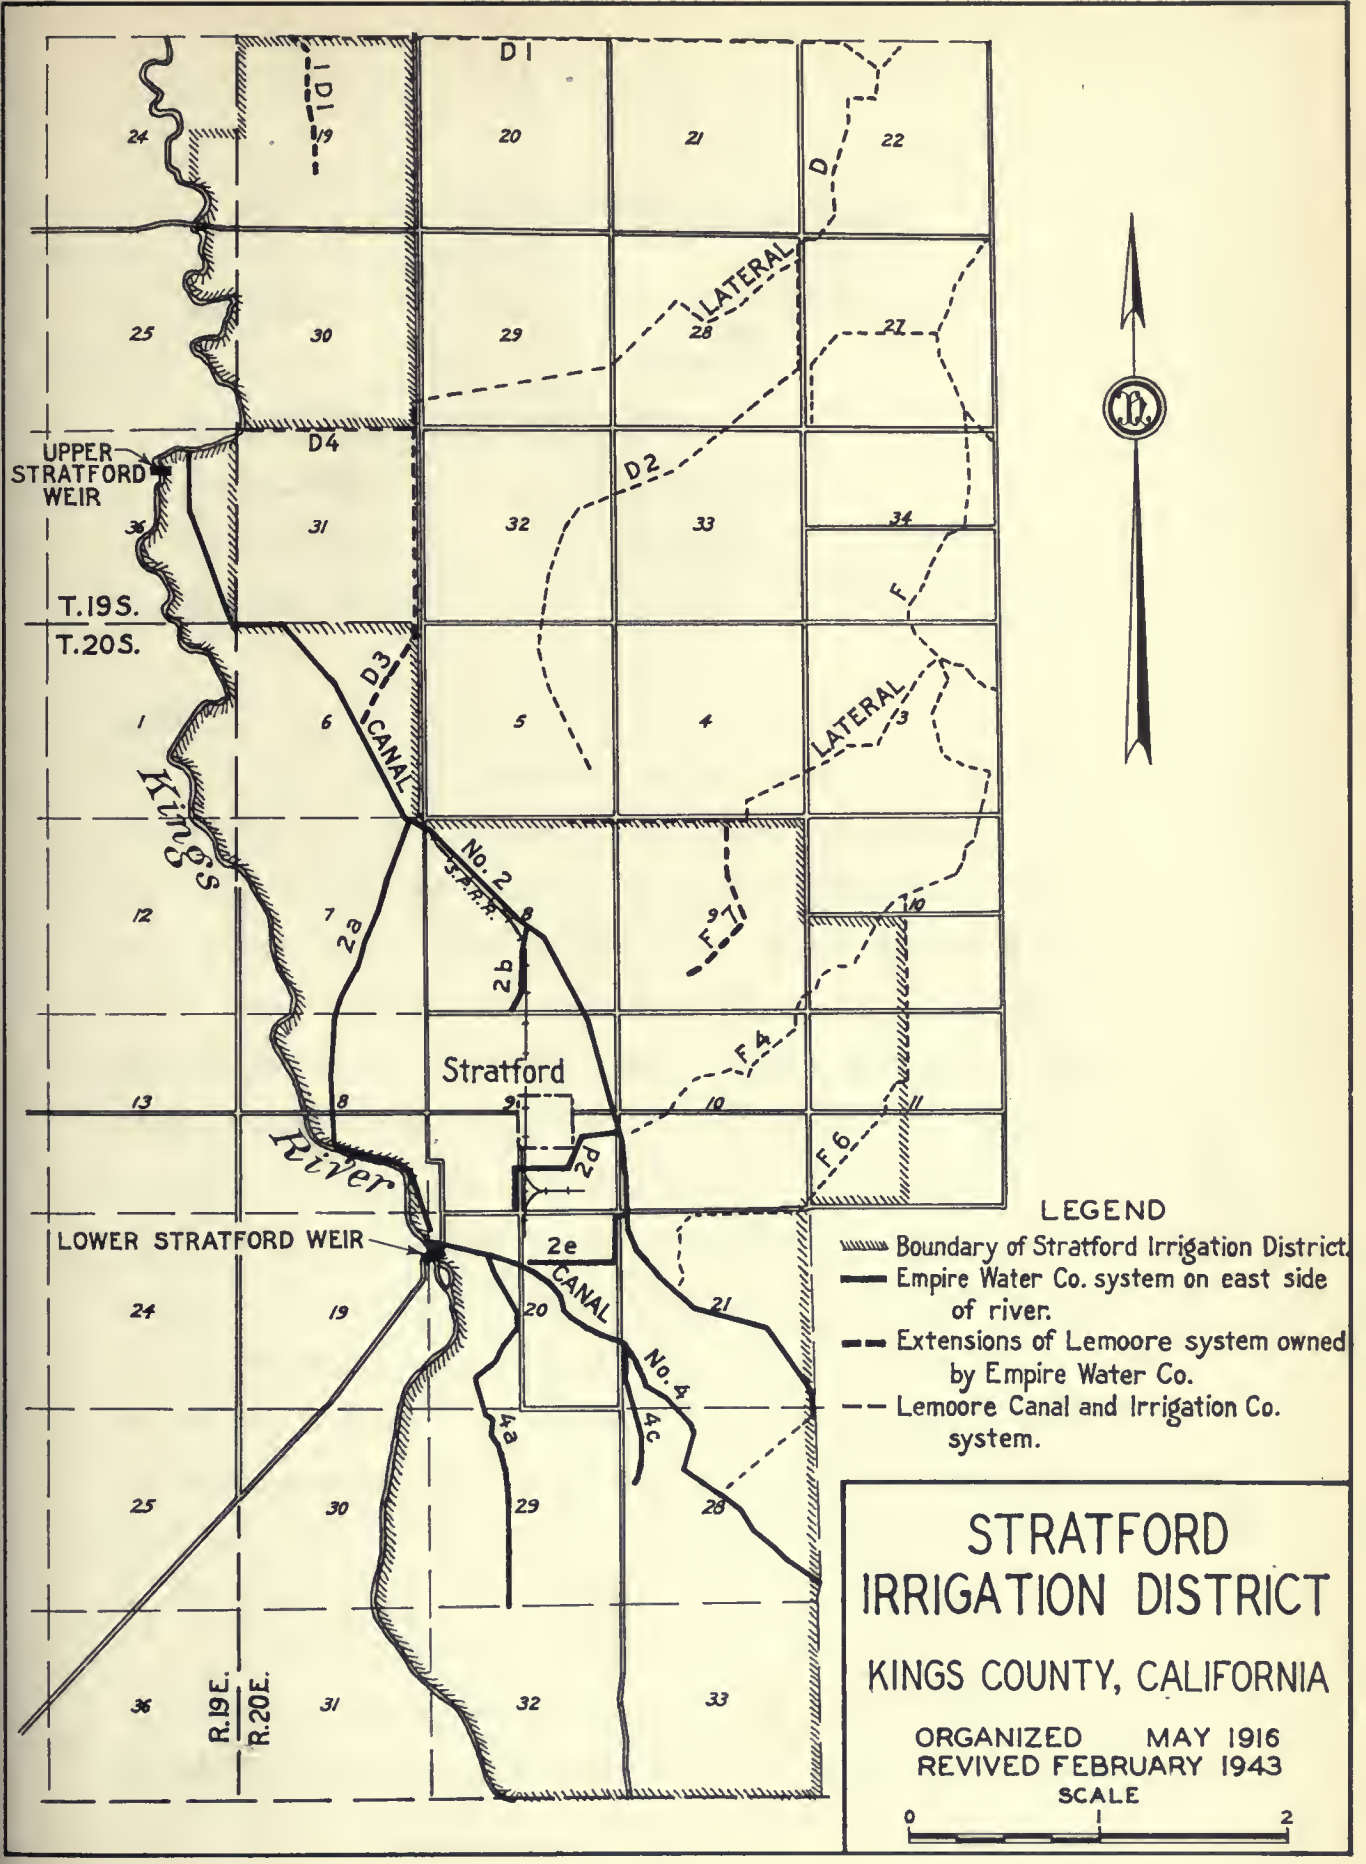 D1
1D1
24
19
20
21
22
D
LATERAL
25
30
29
28
27
UPPER
STRATFORD
WEIR
D4
D2
36
31
32
33
34
F
T.19S.
T.20S.
D3
CANAL
LATERAL
1
6
5
4
3
Kings
No. 2
S.P.R.R.
12
7
2a
8
9
F 7
10
2b
Stratford
F 4
13
8
9
10
11
River
2d
F 6
LOWER STRATFORD WEIR
2e
CANAL
24
19
20
21
No. 4
4a
4c
25
30
29
28
36
R.19E.
R.20E.
31
32
33
N
LEGEND
Boundary of Stratford Irrigation District.
Empire Water Co. system on east side
of river.
Extensions of Lemoore system owned
by Empire Water Co.
Lemoore Canal and Irrigation Co.
system.
STRATFORD
IRRIGATION DISTRICT
KINGS COUNTY, CALIFORNIA
ORGANIZED MAY 1916
REVIVED FEBRUARY 1943
SCALE
0 1 2